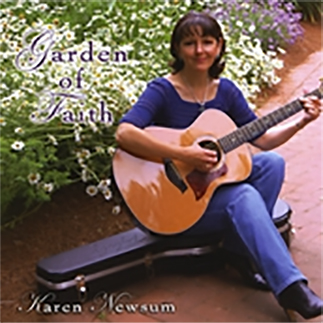 Garden
of
Faith
Karen Newsum